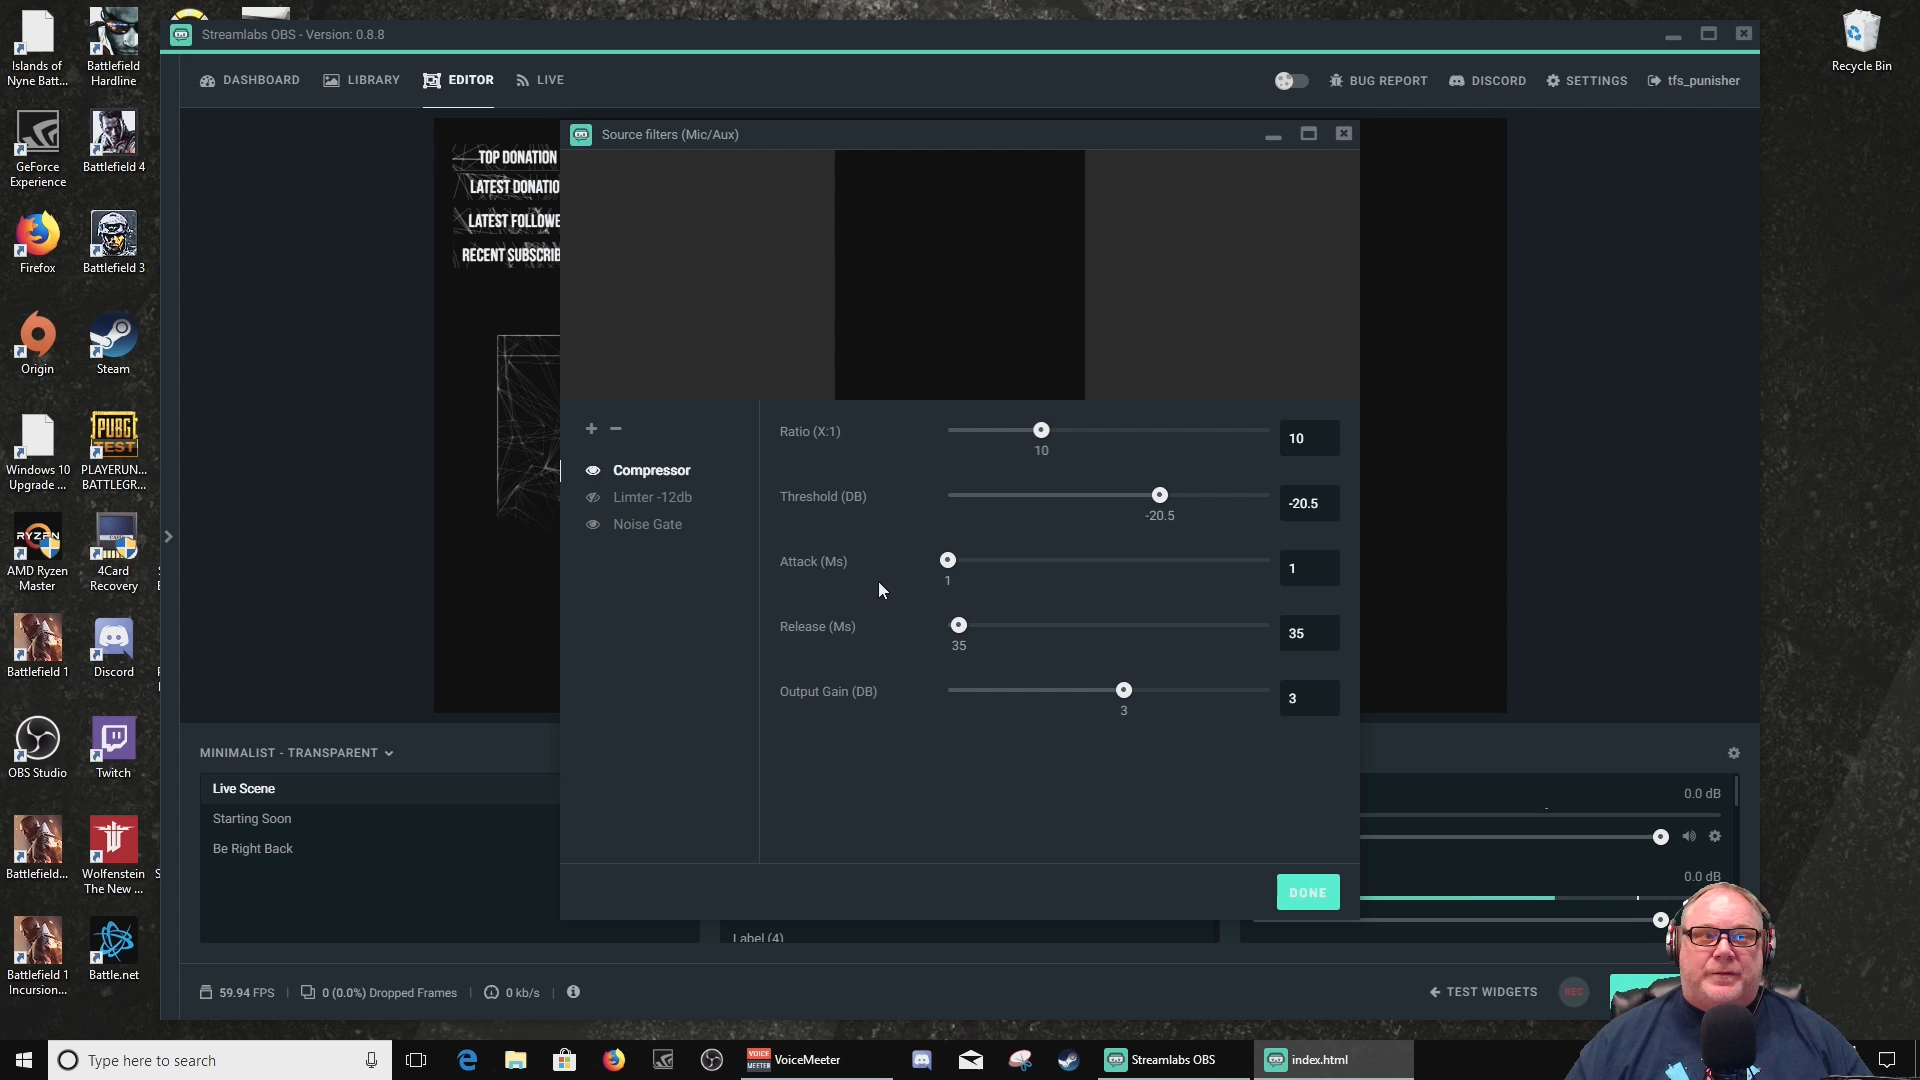 Streamlabs OBS - Version: 0.8.8
DASHBOARD
LIBRARY
EDITOR
LIVE
BUG REPORT
DISCORD
SETTINGS
tfs_punisher
Islands of
Nyne Batt...
Battlefield
Hardline
GeForce
Experience
Battlefield 4
Firefox
Battlefield 3
Origin
Steam
Windows 10
Upgrade ...
PUBG
TEST
PLAYERUN...
BATTLEGR...
RYZEN
AMD Ryzen
Master
4Card
Recovery
Battlefield 1
Discord
OBS Studio
Twitch
Battlefield...
Wolfenstein
The New ...
Battlefield 1
Incursion...
Battle.net
Recycle Bin
TOP DONATION
LATEST DONATIO
LATEST FOLLOWE
RECENT SUBSCRIB
Source filters (Mic/Aux)
Compressor
Limter -12db
Noise Gate
Ratio (X:1)
10
10
Threshold (DB)
-20.5
-20.5
Attack (Ms)
1
1
Release (Ms)
35
35
Output Gain (DB)
3
3
DONE
MINIMALIST - TRANSPARENT
Live Scene
Starting Soon
Be Right Back
Label (4)
0.0 dB
0.0 dB
59.94 FPS
0 (0.0%) Dropped Frames
0 kb/s
TEST WIDGETS
REC
Type here to search
VOICE
MEETER
VoiceMeeter
Streamlabs OBS
index.html